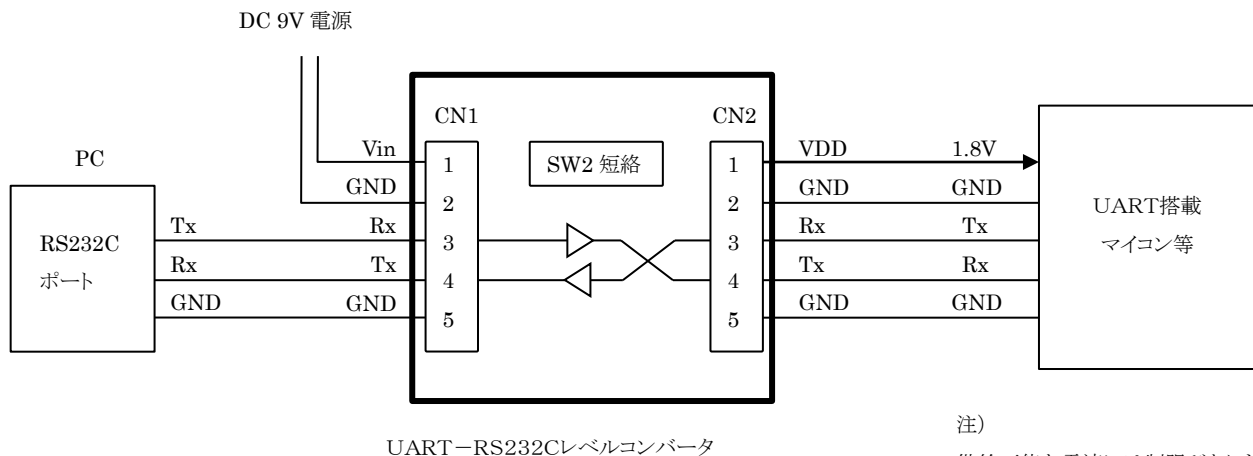 DC 9V 電源
CN1
CN2
SW2 短絡
PC
RS232C
ポート
Vin
GND
Tx
Rx
Rx
Tx
GND
GND
1
2
3
4
5
1
2
3
4
5
VDD
1.8V
GND
GND
Rx
Tx
Tx
Rx
GND
GND
UART搭載
マイコン等
UART－RS232Cレベルコンバータ
注）